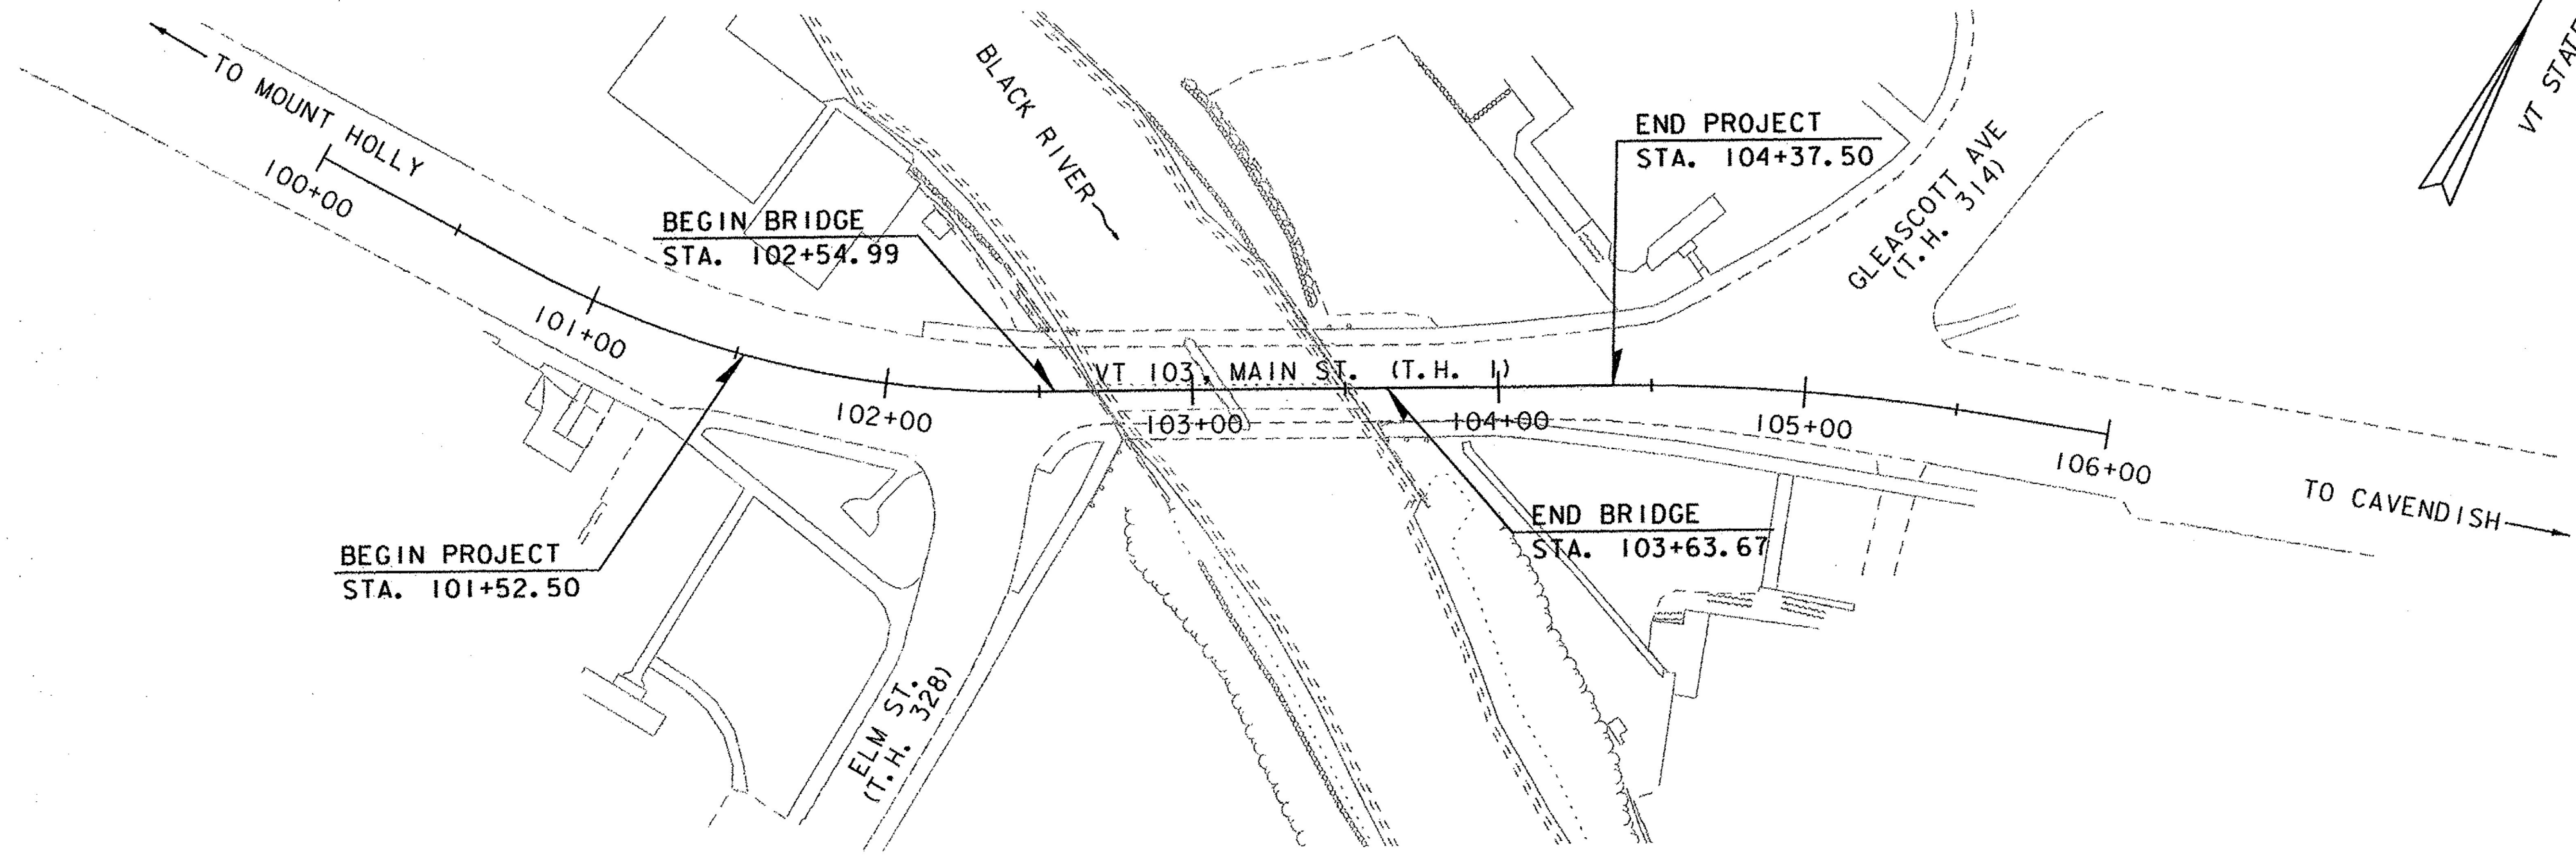 TO MOUNT HOLLY
100+00
101+00
BEGIN BRIDGE
STA. 102+54.99
BLACK RIVER
END PROJECT
STA. 104+37.50
GLEASCOTT AVE
(T.H. 314)
VT STATE
VT 103, MAIN ST. (T.H. 1)
102+00
103+00
104+00
105+00
106+00
TO CAVENDISH
BEGIN PROJECT
STA. 101+52.50
END BRIDGE
STA. 103+63.67
ELM ST.
(T.H. 328)